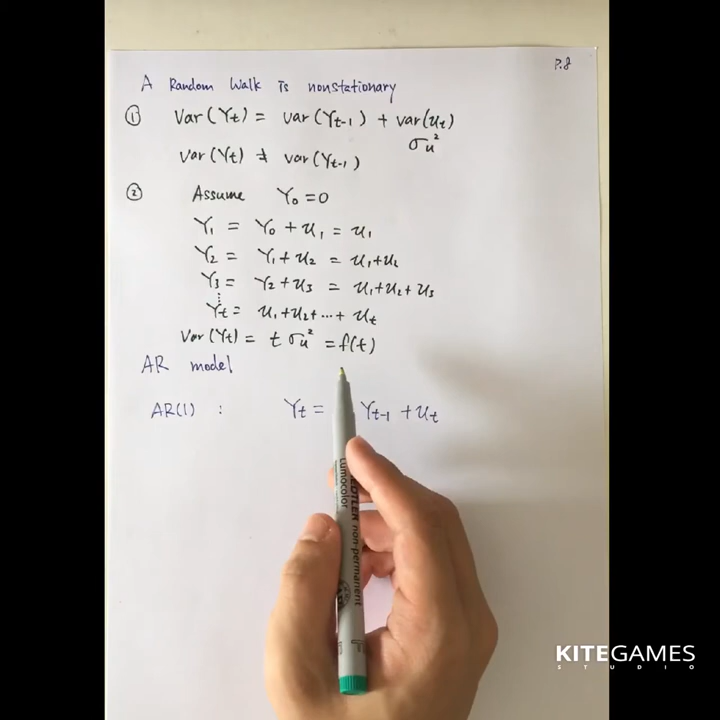 P.8
A Random Walk is nonstationary
① Var(Yt) = var(Yt-1) + var(ut)
σu²
var(Yt) ≠ var(Yt-1)
② Assume Y0 = 0
Y1 = Y0 + u1 = u1
Y2 = Y1 + u2 = u1 + u2
Y3 = Y2 + u3 = u1 + u2 + u3
⋮
Yt = u1 + u2 + ... + ut
Var(Yt) = t σu² = f(t)
AR model
AR(1) : Yt = Yt-1 + ut
STAEDTLER non-permanent
Lumocolor
KITEGAMES
STUDIO